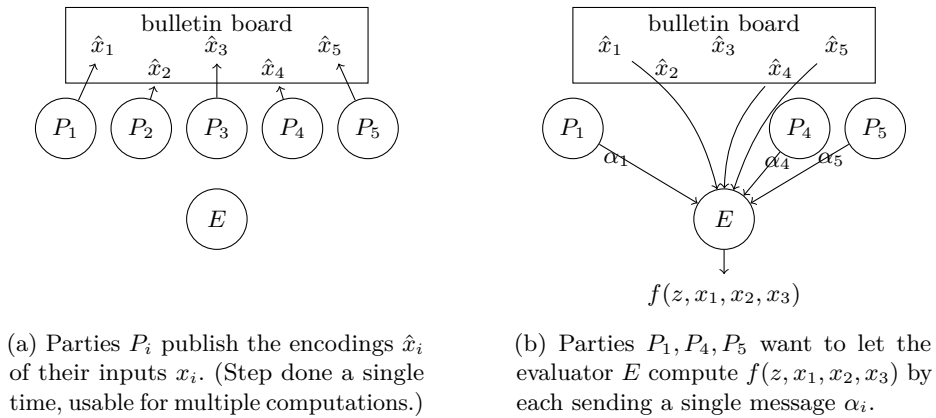 bulletin board
x̂₁ x̂₃ x̂₅
x̂₂ x̂₄
P₁ P₂ P₃ P₄ P₅
E
(a) Parties Pᵢ publish the encodings x̂ᵢ
of their inputs xᵢ. (Step done a single
time, usable for multiple computations.)
bulletin board
x̂₁ x̂₃ x̂₅
x̂₂ x̂₄
P₁ P₄ P₅
α₁ α₄ α₅
E
f(z, x₁, x₂, x₃)
(b) Parties P₁, P₄, P₅ want to let the
evaluator E compute f(z, x₁, x₂, x₃) by
each sending a single message αᵢ.